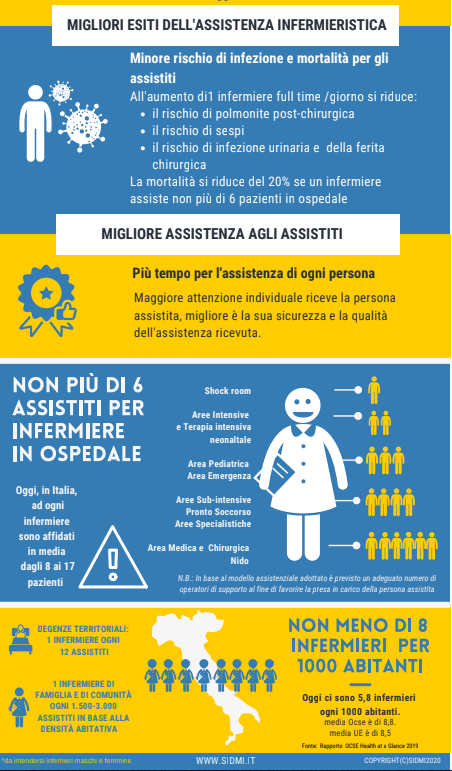 MIGLIORI ESITI DELL'ASSISTENZA INFERMIERISTICA
Minore rischio di infezione e mortalità per gli
assistiti
All'aumento di1 infermiere full time /giorno si riduce:
• il rischio di polmonite post-chirurgica
• il rischio di sespi
• il rischio di infezione urinaria e della ferita
chirurgica
La mortalità si riduce del 20% se un infermiere
assiste non più di 6 pazienti in ospedale
MIGLIORE ASSISTENZA AGLI ASSISTITI
Più tempo per l'assistenza di ogni persona
Maggiore attenzione individuale riceve la persona
assistita, migliore è la sua sicurezza e la qualità
dell'assistenza ricevuta.
NON PIÙ DI 6
ASSISTITI PER
INFERMIERE
IN OSPEDALE
Oggi, in Italia,
ad ogni
infermiere
sono affidati
in media
dagli 8 ai 17
pazienti
Shock room
Aree Intensive
e Terapia intensiva
neonaltale
Area Pediatrica
Area Emergenza
Aree Sub-intensive
Pronto Soccorso
Aree Specialistiche
Area Medica e Chirurgica
Nido
N.B.: In base al modello assistenziale adottato è previsto un adeguato numero di
operatori di supporto al fine di favorire la presa in carico della persona assistita
DEGENZE TERRITORIALI:
1 INFERMIERE OGNI
12 ASSISTITI
1 INFERMIERE DI
FAMIGLIA E DI COMUNITÀ
OGNI 1.500-3.000
ASSISTITI IN BASE ALLA
DENSITÀ ABITATIVA
NON MENO DI 8
INFERMIERI PER
1000 ABITANTI
Oggi ci sono 5,8 infermieri
ogni 1000 abitanti.
media Ocse è di 8,8.
media UE è di 8,5
Fonte: Rapporto OCSE Health at a Glance 2019
*da intendersi infemieri maschi e femmine
WWW.SIDMI.IT
COPYRIGHT(C)SIDMI2020